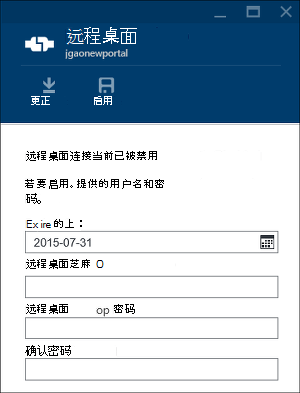 远程桌面
jgaonewportal
更正
启用
远程桌面连接当前已被禁用
若要启用，提供的用户名和密
码。
Ex ire 的上：
2015-07-31
远程桌面芝麻 O
远程桌面 op 密码
确认密码